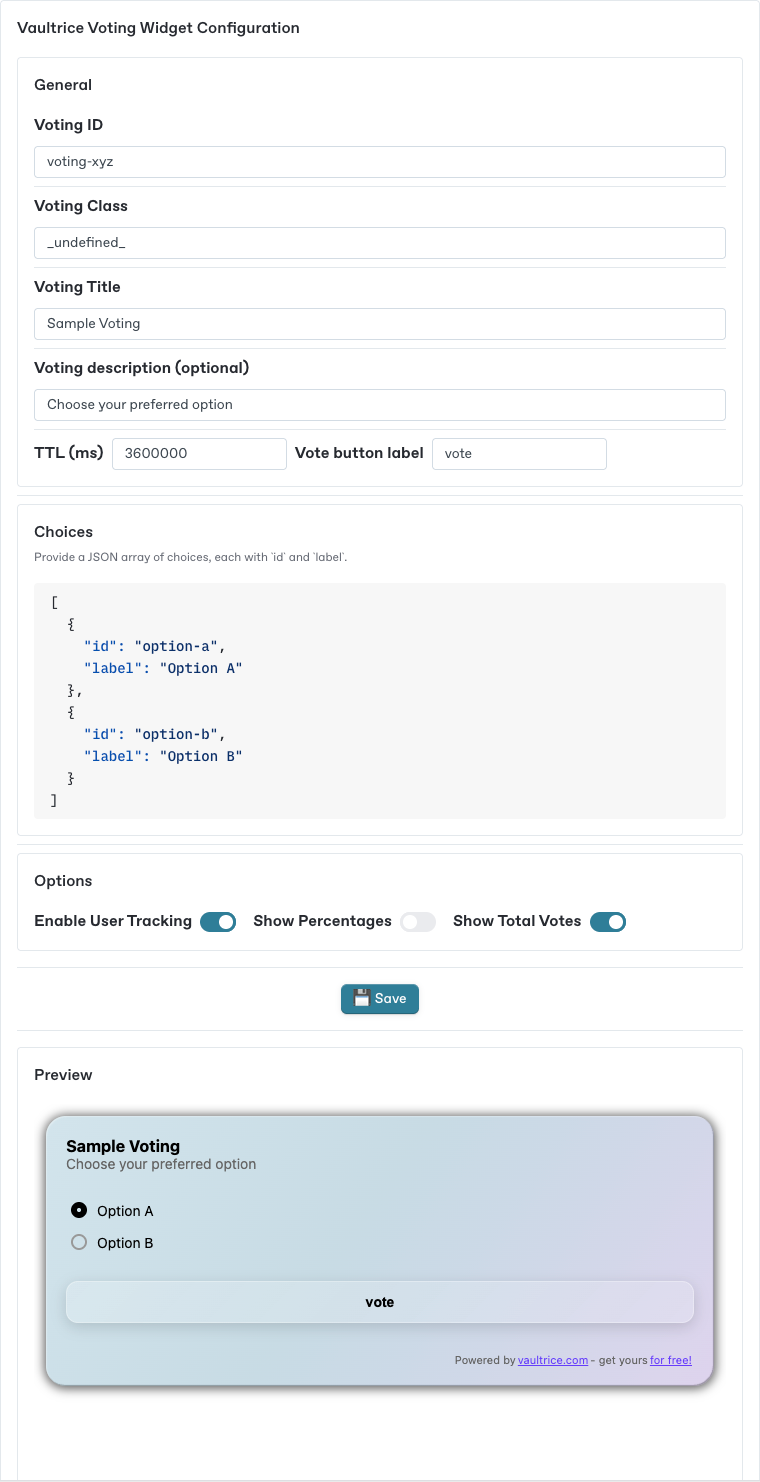 Vaultrice Voting Widget Configuration
General
Voting ID
voting-xyz
Voting Class
_undefined_
Voting Title
Sample Voting
Voting description (optional)
Choose your preferred option
TTL (ms) 3600000 Vote button label vote
Choices
Provide a JSON array of choices, each with `id` and `label`.
[
  {
    "id": "option-a",
    "label": "Option A"
  },
  {
    "id": "option-b",
    "label": "Option B"
  }
]
Options
Enable User Tracking Show Percentages Show Total Votes
💾 Save
Preview
Sample Voting
Choose your preferred option
Option A
Option B
vote
Powered by vaultrice.com - get yours for free!